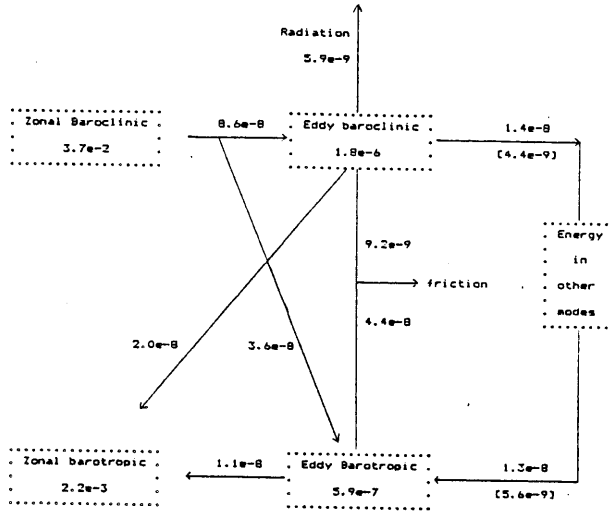 Radiation
5.9e-9
Zonal Baroclinic
3.7e-2
8.6e-8
Eddy baroclinic
1.8e-6
1.4e-8
[4.4e-9]
Energy
in
other
modes
9.2e-9
friction
4.4e-8
2.0e-8
3.6e-8
Zonal barotropic
2.2e-3
1.1e-8
Eddy Barotropic
5.9e-7
1.3e-8
[5.6e-9]